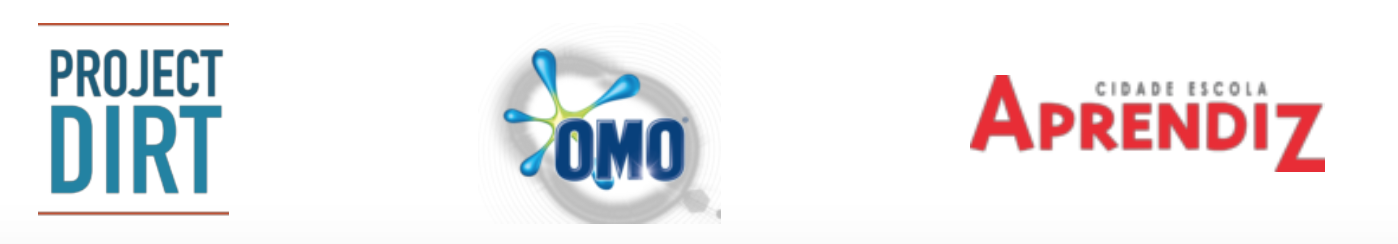 PROJECT
DIRT
OMO
CIDADE ESCOLA
APRENDIZ